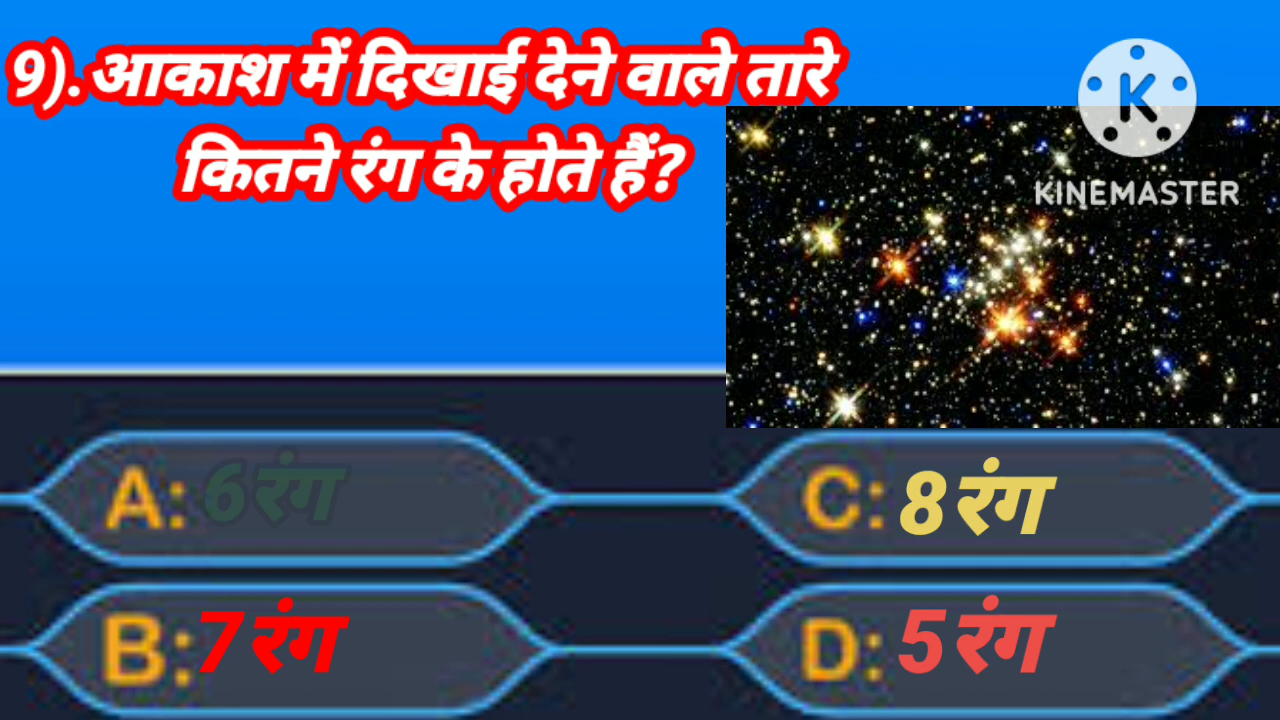 9).आकाश में दिखाई देने वाले तारे
कितने रंग के होते हैं?
K
KINEMASTER
A: 6 रंग
C: 8 रंग
B: 7 रंग
D: 5 रंग